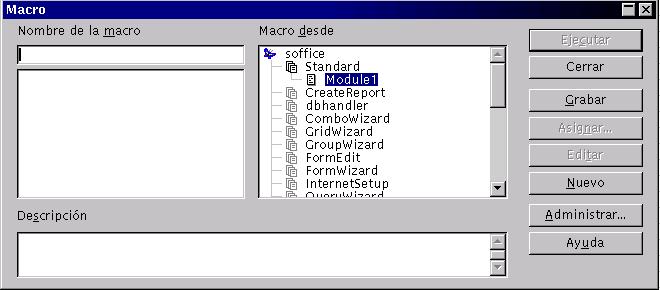 Macro
Nombre de la macro
Macro desde
soffice
Standard
Module1
CreateReport
dbhandler
ComboWizard
GridWizard
GroupWizard
FormEdit
FormWizard
InternetSetup
QueryWizard
Descripción
Ejecutar
Cerrar
Grabar
Asignar...
Editar
Nuevo
Administrar...
Ayuda